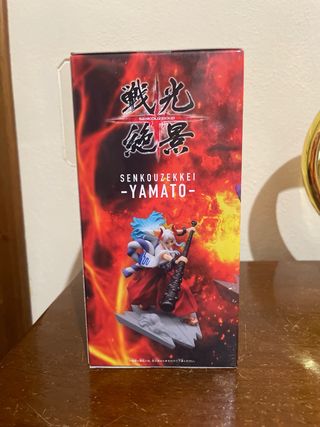 戦光
絶景
SENKOUZEKKEI
SENKOUZEKKEI
-YAMATO-